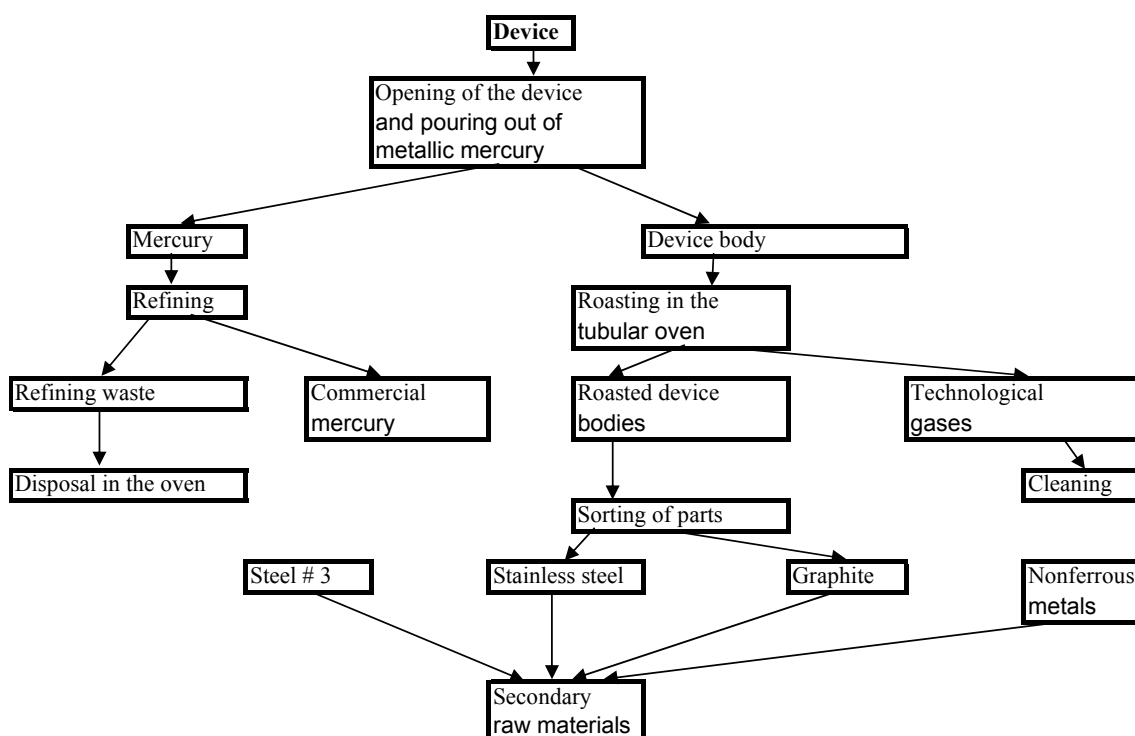 Device
Opening of the device
and pouring out of
metallic mercury
Mercury
Device body
Refining
Roasting in the
tubular oven
Refining waste
Commercial
mercury
Roasted device
bodies
Technological
gases
Disposal in the oven
Cleaning
Sorting of parts
Steel # 3
Stainless steel
Graphite
Nonferrous
metals
Secondary
raw materials